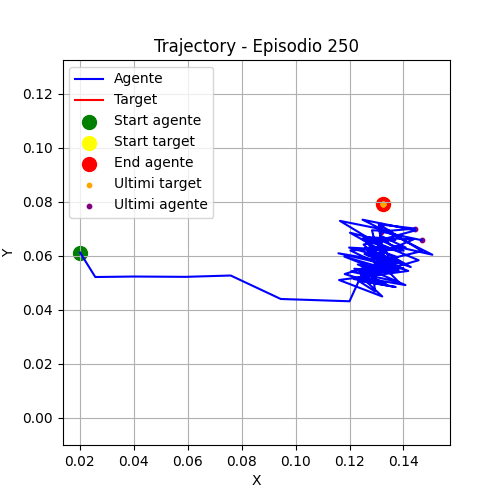 Trajectory - Episodio 250
Agente
Target
Start agente
Start target
End agente
Ultimi target
Ultimi agente
Y
0.12
0.10
0.08
0.06
0.04
0.02
0.00
0.02
0.04
0.06
0.08
0.10
0.12
0.14
X